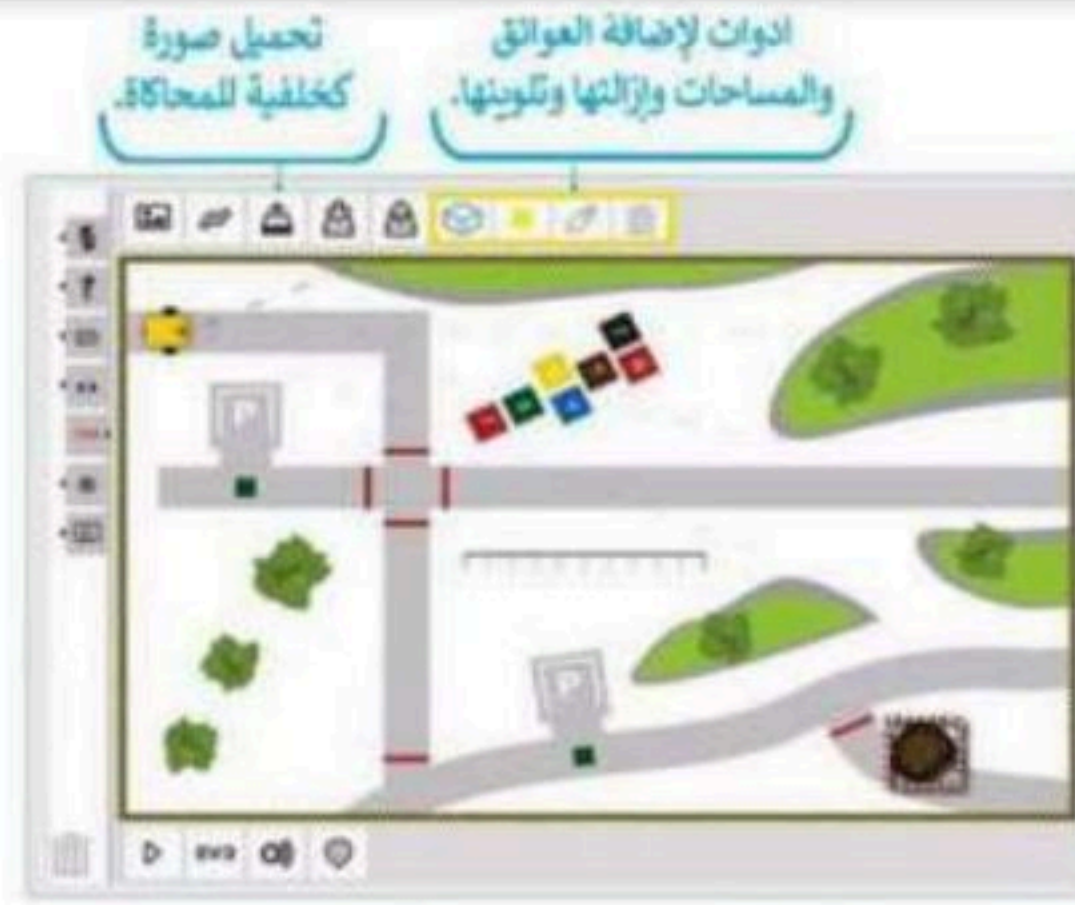 ادوات لإضافة العوائق
والمساحات وإزالتها وتلوينها.
تحميل صورة
كخلفية للمحاكاة.
P
P